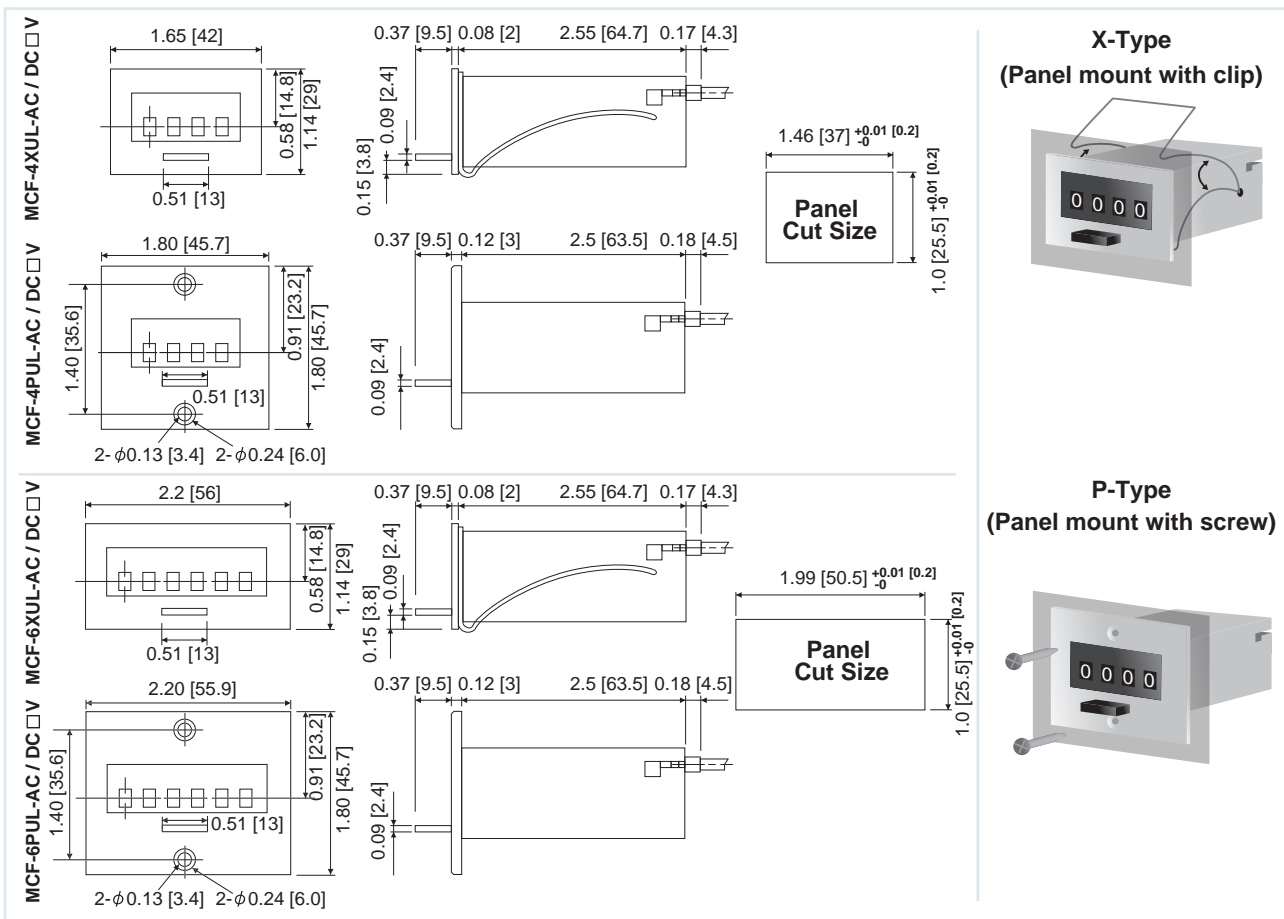 MCF-4XUL-AC / DC□V
1.65 [42]
0.58 [14.8]
1.14 [29]
0.51 [13]
0.37 [9.5] 0.08 [2] 2.55 [64.7] 0.17 [4.3]
0.09 [2.4]
0.15 [3.8]
MCF-4PUL-AC / DC□V
1.80 [45.7]
1.40 [35.6]
0.91 [23.2]
1.80 [45.7]
0.51 [13]
2-ϕ0.13 [3.4] 2-ϕ0.24 [6.0]
0.37 [9.5] 0.12 [3] 2.5 [63.5] 0.18 [4.5]
0.09 [2.4]
1.46 [37] +0.01 [0.2]
-0
Panel
Cut Size
1.0 [25.5] +0.01 [0.2]
-0
X-Type
(Panel mount with clip)
0 0 0 0
MCF-6XUL-AC / DC□V
2.2 [56]
0.58 [14.8]
1.14 [29]
0.51 [13]
0.37 [9.5] 0.08 [2] 2.55 [64.7] 0.17 [4.3]
0.09 [2.4]
0.15 [3.8]
MCF-6PUL-AC / DC□V
2.20 [55.9]
1.40 [35.6]
0.91 [23.2]
1.80 [45.7]
0.51 [13]
2-ϕ0.13 [3.4] 2-ϕ0.24 [6.0]
0.37 [9.5] 0.12 [3] 2.5 [63.5] 0.18 [4.5]
0.09 [2.4]
1.99 [50.5] +0.01 [0.2]
-0
Panel
Cut Size
1.0 [25.5] +0.01 [0.2]
-0
P-Type
(Panel mount with screw)
0 0 0 0